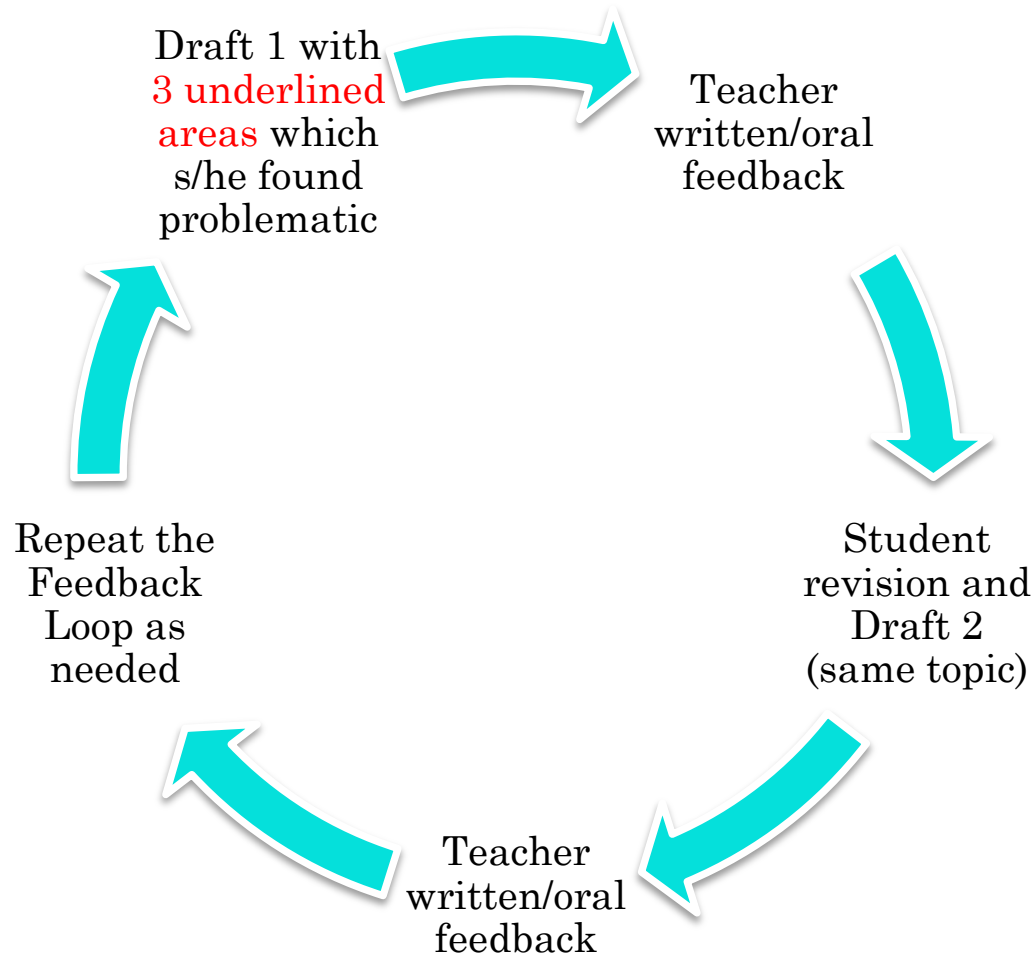 Draft 1 with
3 underlined
areas which
s/he found
problematic
Teacher
written/oral
feedback
Student
revision and
Draft 2
(same topic)
Teacher
written/oral
feedback
Repeat the
Feedback
Loop as
needed